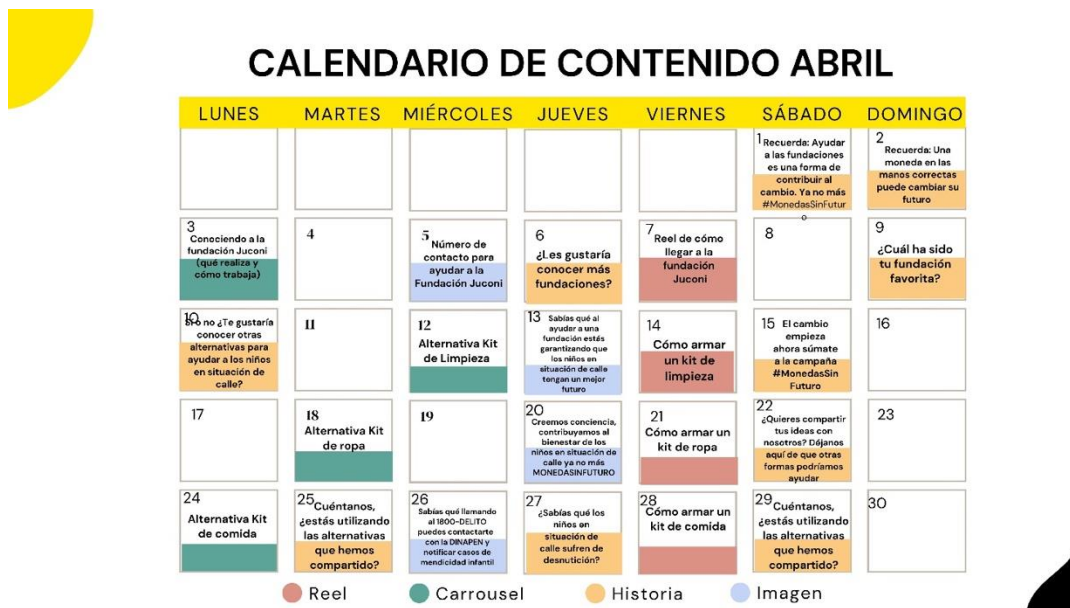 CALENDARIO DE CONTENIDO ABRIL
LUNES MARTES MIÉRCOLES JUEVES VIERNES SÁBADO DOMINGO
1
Recuerda: Ayudar
a las fundaciones
es una forma de
contribuir al
cambio. Ya no más
#MonedasSinFutur
o
2
Recuerda: Una
moneda en las
manos correctas
puede cambiar su
futuro
3
Conociendo a la
fundación Juconi
(qué realiza y
cómo trabaja)
4
5
Número de
contacto para
ayudar a la
Fundación Juconi
6
¿Les gustaría
conocer más
fundaciones?
7
Reel de cómo
llegar a la
fundación
Juconi
8
9
¿Cuál ha sido
tu fundación
favorita?
10
Sí o no ¿Te gustaría
conocer otras
alternativas para
ayudar a los niños
en situación de
calle?
11
12
Alternativa Kit
de Limpieza
13
Sabías qué al
ayudar a una
fundación estás
garantizando que
los niños en
situación de calle
tengan un mejor
futuro
14
Cómo armar
un kit de
limpieza
15
El cambio
empieza
ahora súmate
a la campaña
#MonedasSin
Futuro
16
17
18
Alternativa Kit
de ropa
19
20
Creemos conciencia,
contribuyamos al
bienestar de los
niños en situación de
calle ya no más
MONEDASINFUTURO
21
Cómo armar un
kit de ropa
22
¿Quieres compartir
tus ideas con
nosotros? Déjanos
aquí de que otras
formas podríamos
ayudar
23
24
Alternativa Kit
de comida
25
Cuéntanos,
¿estás utilizando
las alternativas
que hemos
compartido?
26
Sabías qué llamando
al 1800-DELITO
puedes contactarte
con la DINAPEN y
notificar casos de
mendicidad infantil
27
¿Sabías qué los
niños en
situación de
calle sufren de
desnutrición?
28
Cómo armar un
kit de comida
29
Cuéntanos,
¿estás utilizando
las alternativas
que hemos
compartido?
30
Reel Carrousel Historia Imagen